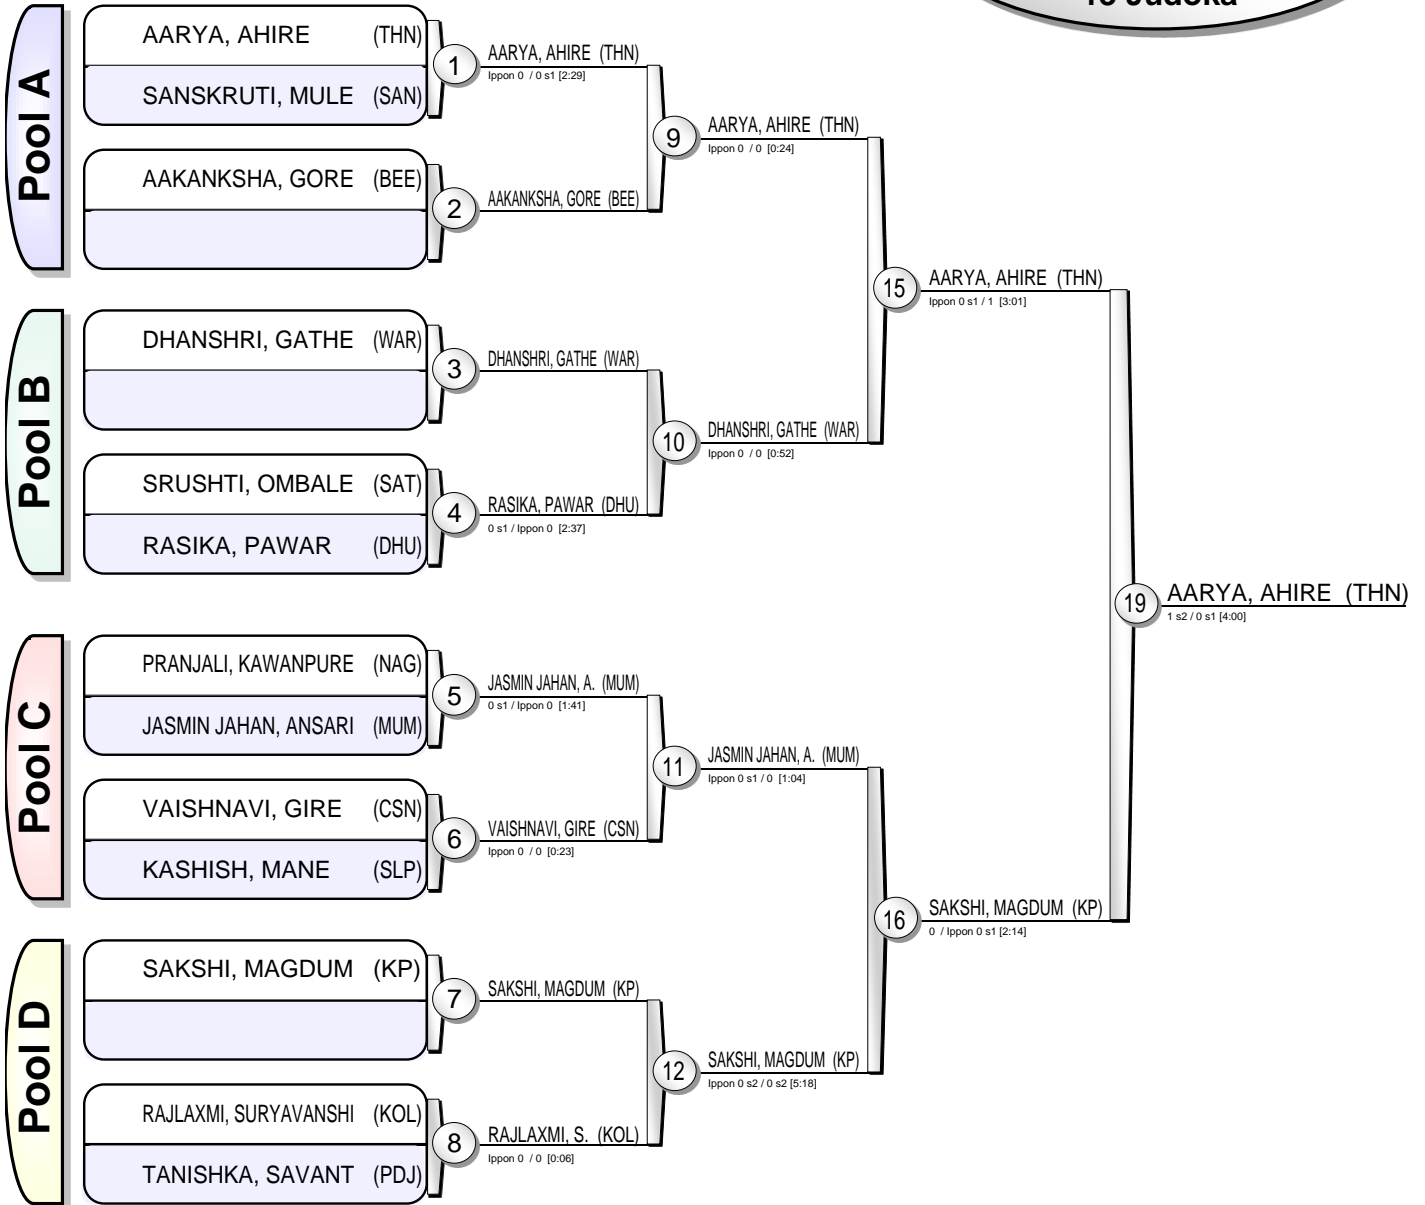 13 Judoka
Pool A
AARYA, AHIRE (THN)
SANSKRUTI, MULE (SAN)
AAKANKSHA, GORE (BEE)
1
2
AARYA, AHIRE (THN)
Ippon 0 / 0 s1 [2:29]
AAKANKSHA, GORE (BEE)
9
AARYA, AHIRE (THN)
Ippon 0 / 0 [0:24]
Pool B
DHANSHRI, GATHE (WAR)
SRUSHTI, OMBALE (SAT)
RASIKA, PAWAR (DHU)
3
4
DHANSHRI, GATHE (WAR)
RASIKA, PAWAR (DHU)
0 s1 / Ippon 0 [2:37]
10
DHANSHRI, GATHE (WAR)
Ippon 0 / 0 [0:52]
15
AARYA, AHIRE (THN)
Ippon 0 s1 / 1 [3:01]
Pool C
PRANJALI, KAWANPURE (NAG)
JASMIN JAHAN, ANSARI (MUM)
VAISHNAVI, GIRE (CSN)
KASHISH, MANE (SLP)
5
6
JASMIN JAHAN, A. (MUM)
0 s1 / Ippon 0 [1:41]
VAISHNAVI, GIRE (CSN)
Ippon 0 / 0 [0:23]
11
JASMIN JAHAN, A. (MUM)
Ippon 0 s1 / 0 [1:04]
Pool D
SAKSHI, MAGDUM (KP)
RAJLAXMI, SURYAVANSHI (KOL)
TANISHKA, SAVANT (PDJ)
7
8
SAKSHI, MAGDUM (KP)
RAJLAXMI, S. (KOL)
Ippon 0 / 0 [0:06]
12
SAKSHI, MAGDUM (KP)
Ippon 0 s2 / 0 s2 [5:18]
16
SAKSHI, MAGDUM (KP)
0 / Ippon 0 s1 [2:14]
19
AARYA, AHIRE (THN)
1 s2 / 0 s1 [4:00]